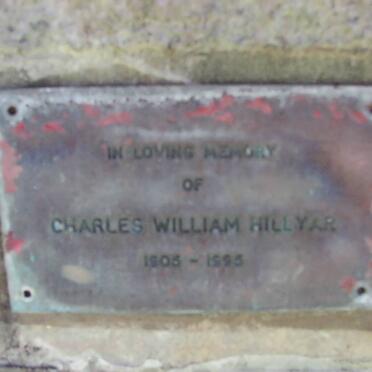 IN LOVING MEMORY
OF
CHARLES WILLIAM HILLYAR
1905 - 1995